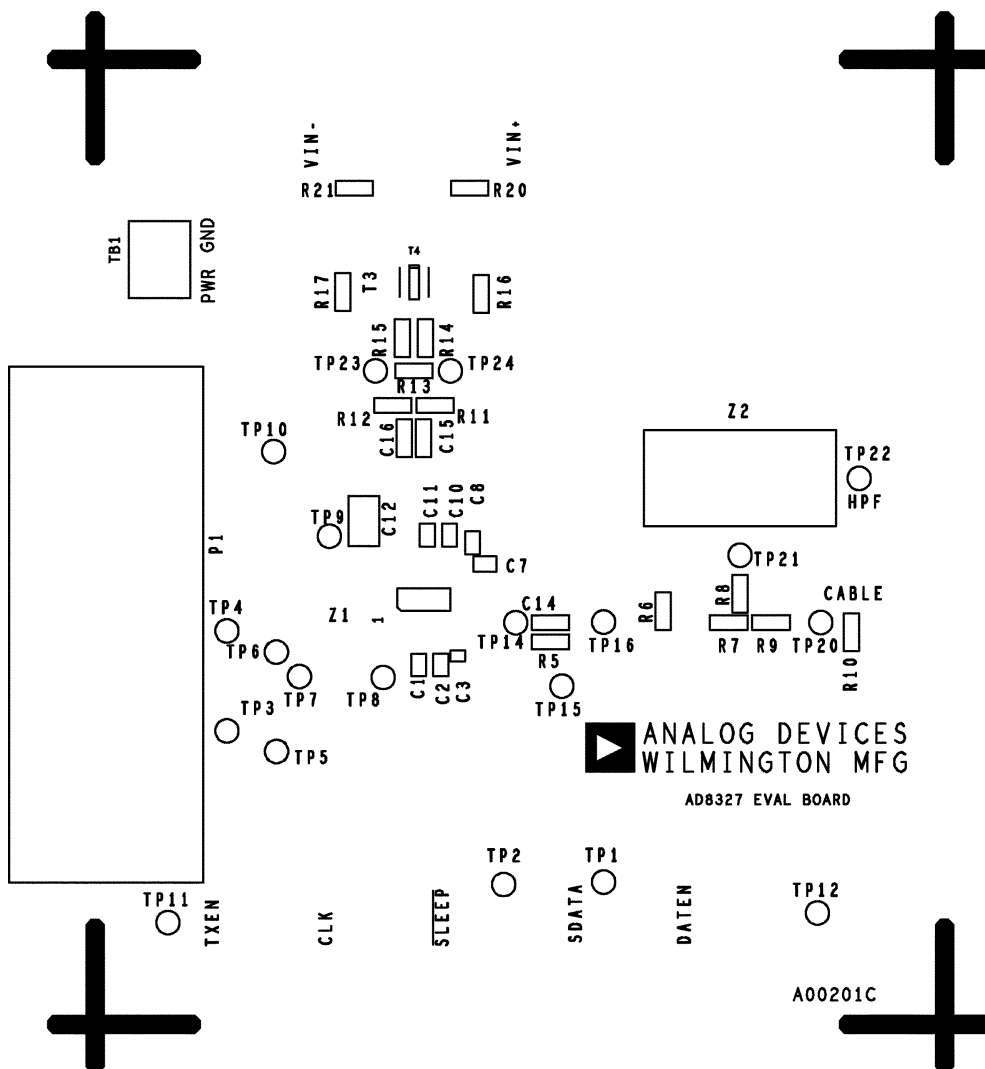 VIN-
VIN+
R21
R20
TB1
PWR GND
T4
R17
T3
R16
R15
R14
TP23
TP24
R13
R12
R11
Z2
TP10
C16
C15
TP22
HPF
C11
C10
C8
TP9
C12
P1
TP21
C7
R8
CABLE
Z1
1
C14
R6
TP4
TP14
TP16
R7
R9
TP20
TP6
R5
R10
TP7
TP8
C1
C2
C3
TP15
TP3
TP5
ANALOG DEVICES
WILMINGTON MFG
AD8327 EVAL BOARD
TP2
TP1
TP11
TXEN
CLK
SLEEP
SDATA
DATEN
TP12
A00201C